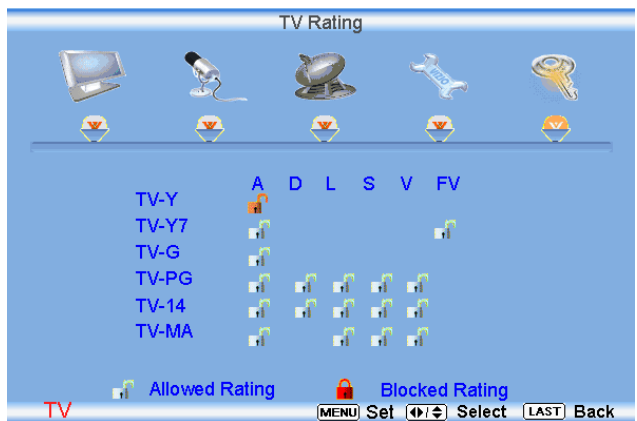 TV Rating
A D L S V FV
TV-Y
TV-Y7
TV-G
TV-PG
TV-14
TV-MA
Allowed Rating Blocked Rating
TV MENU Set Select LAST Back